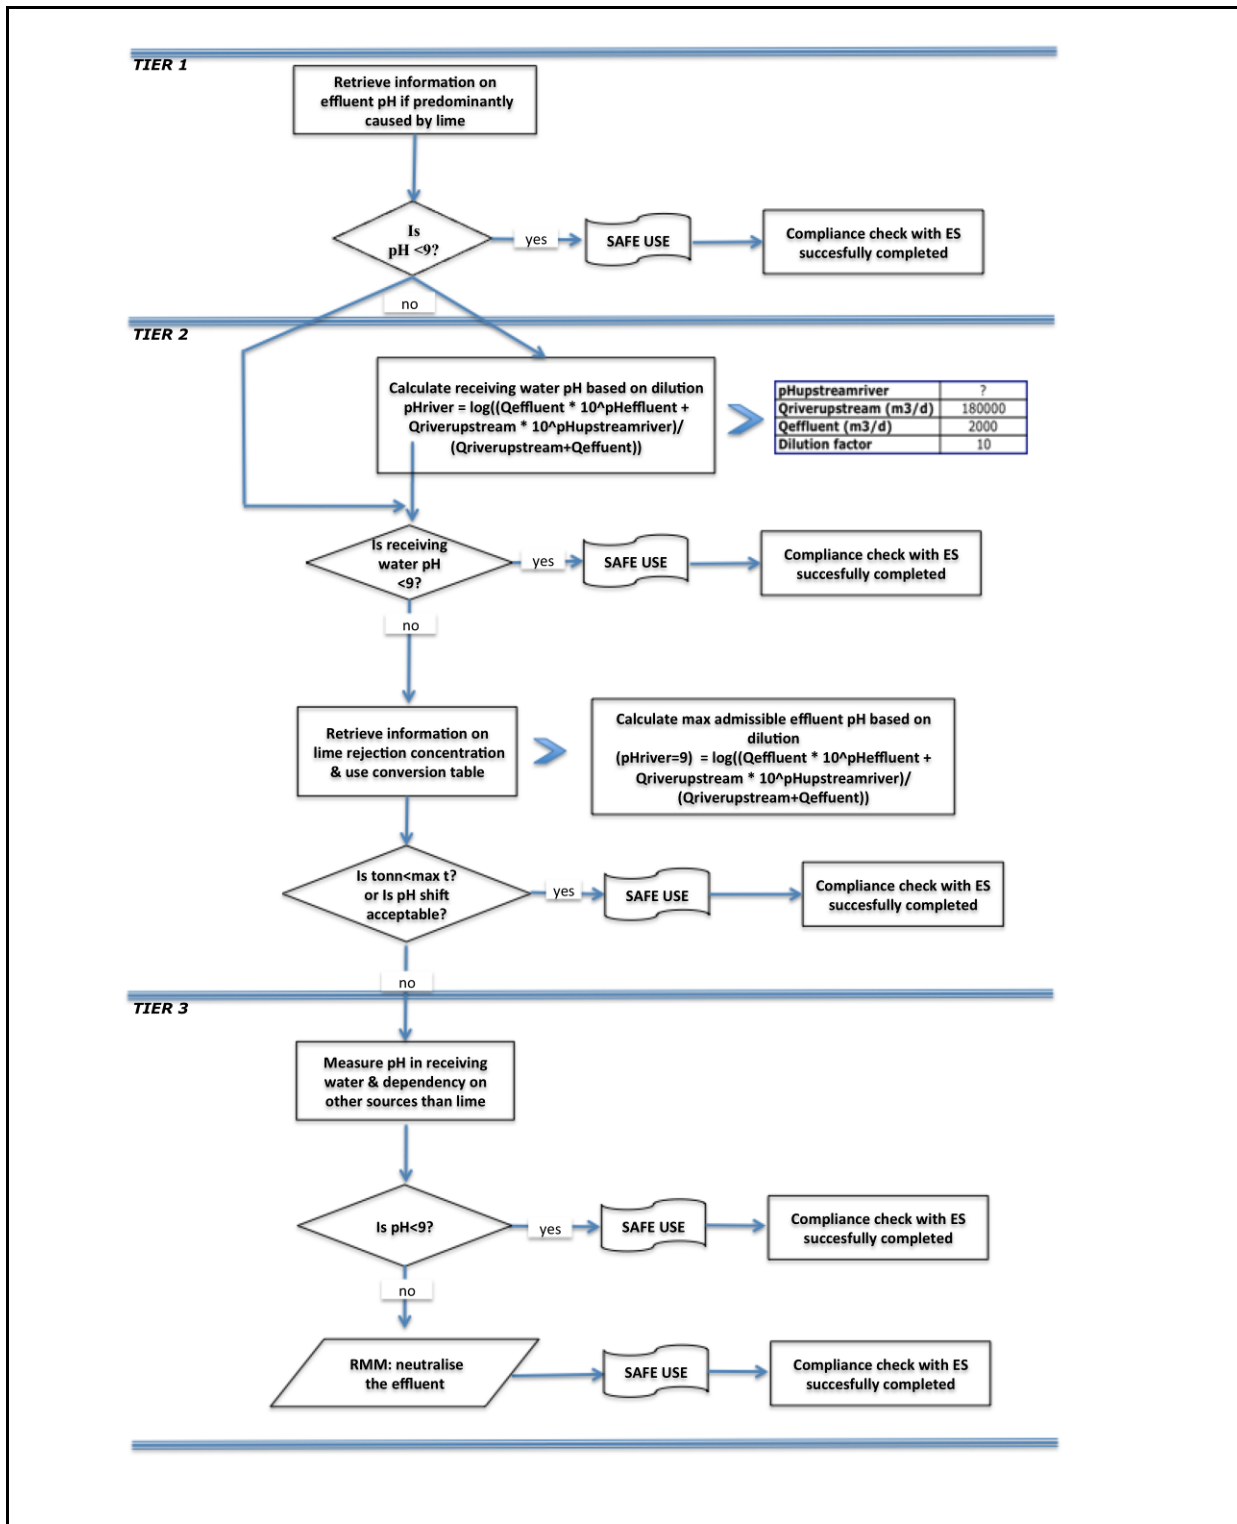 TIER 1
Retrieve information on
effluent pH if predominantly
caused by lime
Is
pH <9?
yes
SAFE USE
Compliance check with ES
succesfully completed
no
TIER 2
Calculate receiving water pH based on dilution
pHriver = log((Qeffluent * 10^pHeffluent +
Qriverupstream * 10^pHupstreamriver)/
(Qriverupstream+Qeffuent))
pHupstreamriver ?
Qriverupstream (m3/d) 180000
Qeffluent (m3/d) 2000
Dilution factor 10
Is receiving
water pH
<9?
yes
SAFE USE
Compliance check with ES
succesfully completed
no
Retrieve information on
lime rejection concentration
& use conversion table
Calculate max admissible effluent pH based on
dilution
(pHriver=9) = log((Qeffluent * 10^pHeffluent +
Qriverupstream * 10^pHupstreamriver)/
(Qriverupstream+Qeffuent))
Is tonn<max t?
or Is pH shift
acceptable?
yes
SAFE USE
Compliance check with ES
succesfully completed
no
TIER 3
Measure pH in receiving
water & dependency on
other sources than lime
Is pH<9?
yes
SAFE USE
Compliance check with ES
succesfully completed
no
RMM: neutralise
the effluent
SAFE USE
Compliance check with ES
succesfully completed